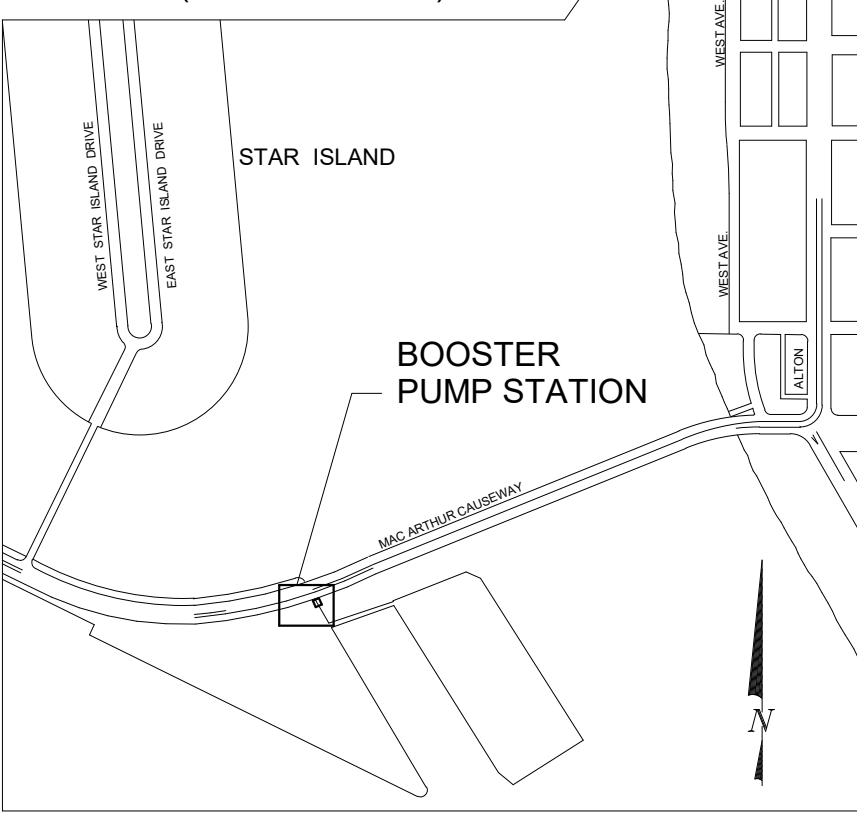 WEST AVE.
WEST STAR ISLAND DRIVE
EAST STAR ISLAND DRIVE
STAR ISLAND
WEST AVE.
BOOSTER
PUMP STATION
ALTON
MAC ARTHUR CAUSEWAY
N